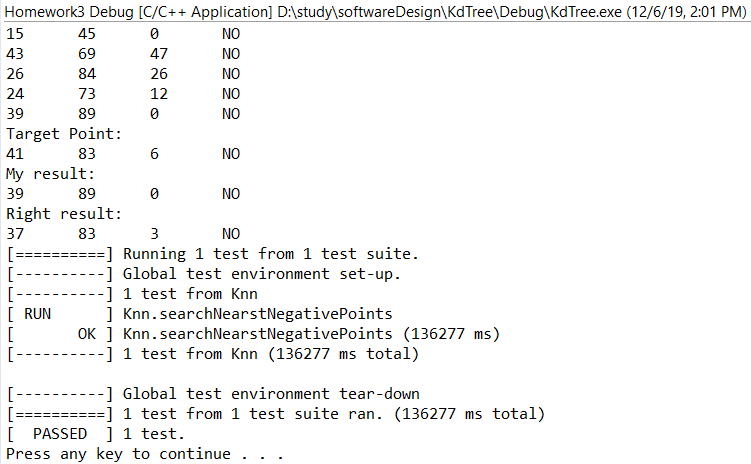 Homework3 Debug [C/C++ Application] D:\study\softwareDesign\KdTree\Debug\KdTree.exe (12/6/19, 2:01 PM)
15 45 0 NO
43 69 47 NO
26 84 26 NO
24 73 12 NO
39 89 0 NO
Target Point:
41 83 6 NO
My result:
39 89 0 NO
Right result:
37 83 3 NO
[==========] Running 1 test from 1 test suite.
[----------] Global test environment set-up.
[----------] 1 test from Knn
[ RUN      ] Knn.searchNearstNegativePoints
[       OK ] Knn.searchNearstNegativePoints (136277 ms)
[----------] 1 test from Knn (136277 ms total)
[----------] Global test environment tear-down
[==========] 1 test from 1 test suite ran. (136277 ms total)
[  PASSED  ] 1 test.
Press any key to continue . . .